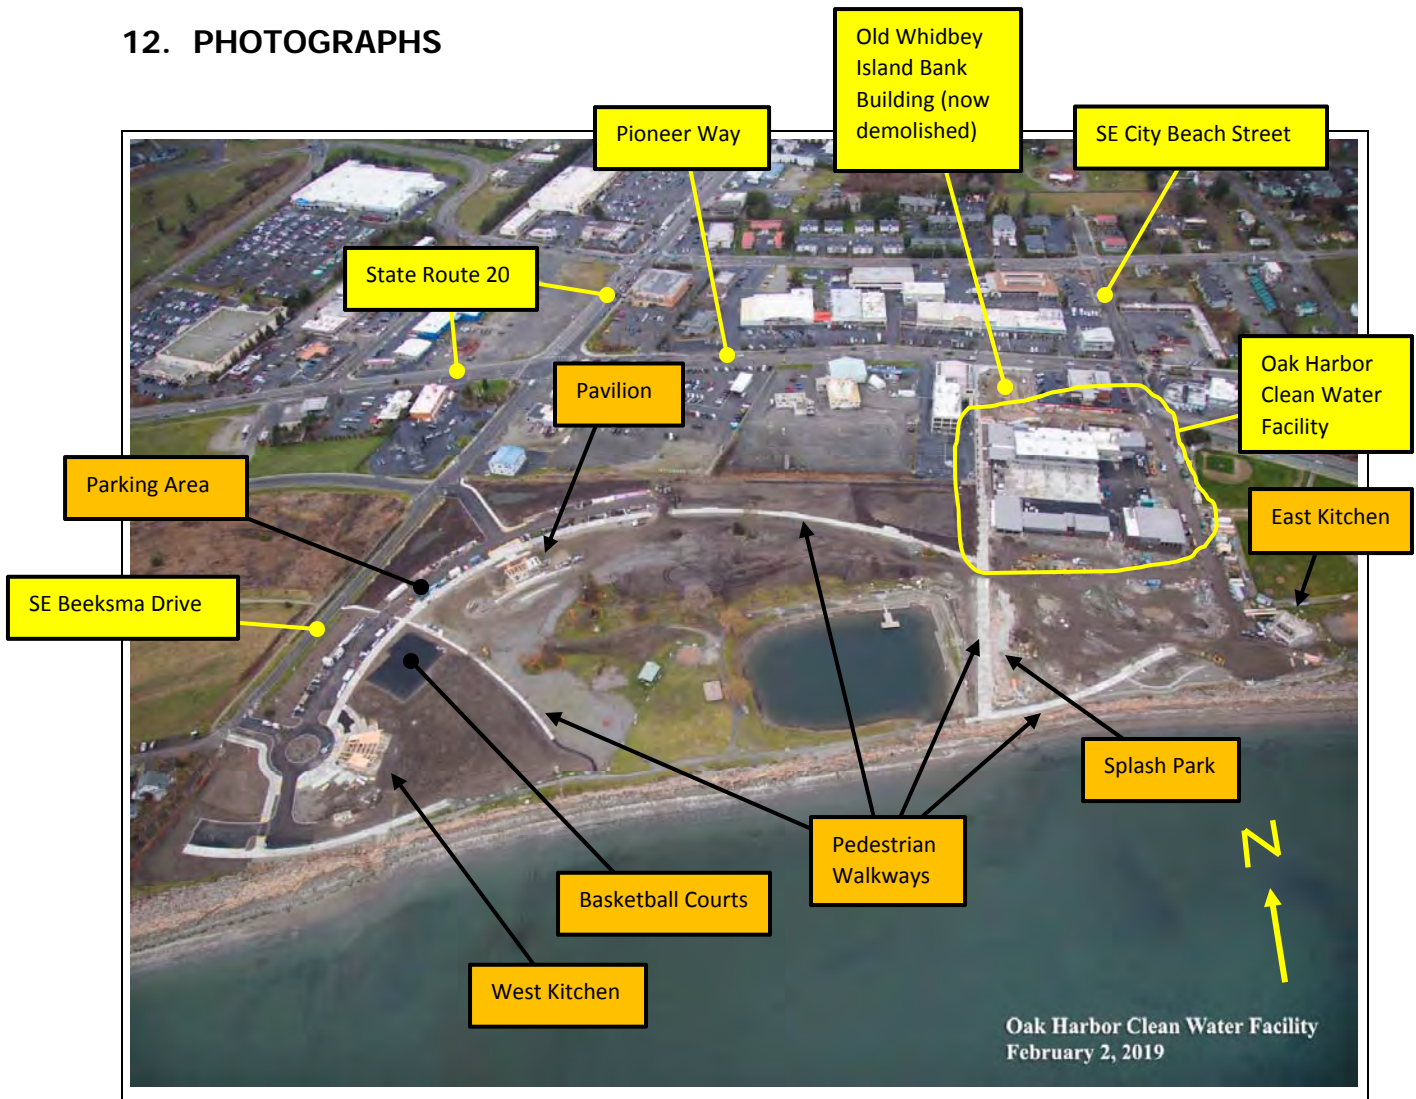 12. PHOTOGRAPHS
Old Whidbey
Island Bank
Building (now
demolished)
Pioneer Way
SE City Beach Street
State Route 20
Oak Harbor
Clean Water
Facility
Pavilion
Parking Area
East Kitchen
SE Beeksma Drive
Splash Park
Pedestrian
Walkways
Basketball Courts
West Kitchen
N
Oak Harbor Clean Water Facility
February 2, 2019